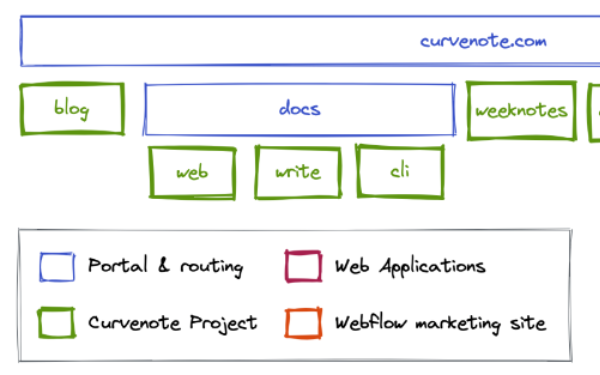 curvenote.com
blog
docs
weeknotes
web
write
cli
Portal & routing
Web Applications
Curvenote Project
Webflow marketing site